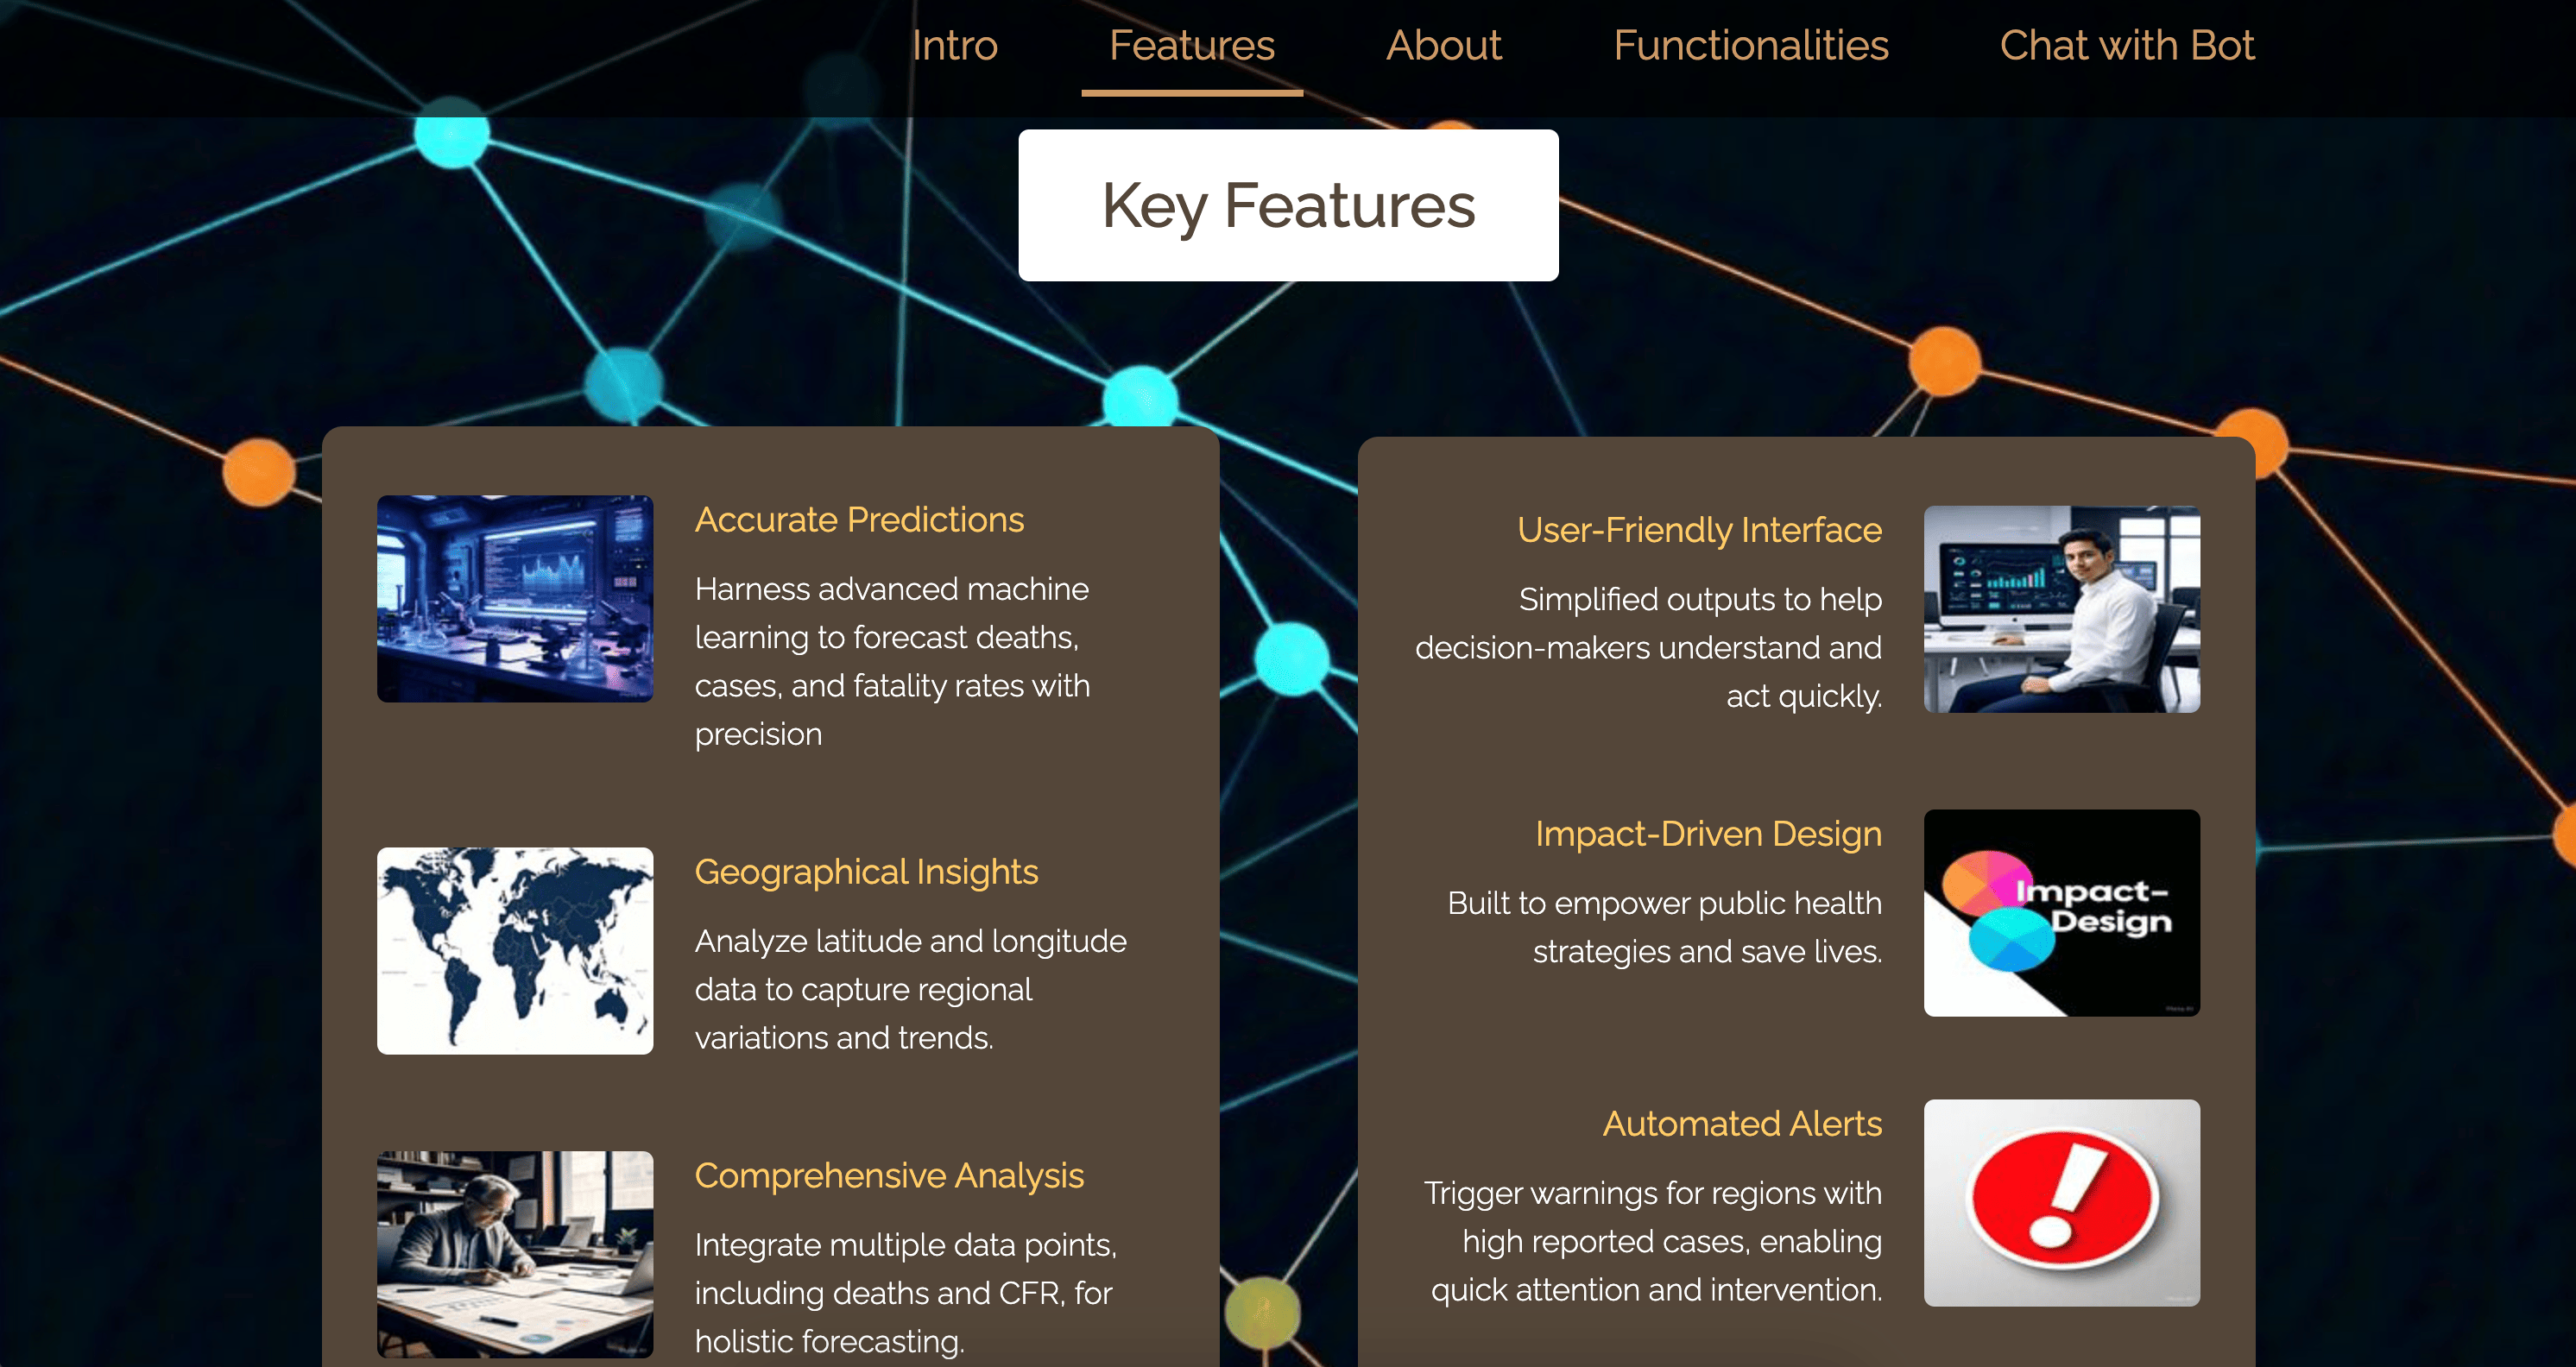 Intro
Features
About
Functionalities
Chat with Bot
Key Features
Accurate Predictions
Harness advanced machine
learning to forecast deaths,
cases, and fatality rates with
precision
Geographical Insights
Analyze latitude and longitude
data to capture regional
variations and trends.
Comprehensive Analysis
Integrate multiple data points,
including deaths and CFR, for
holistic forecasting.
User-Friendly Interface
Simplified outputs to help
decision-makers understand and
act quickly.
Impact-Driven Design
Built to empower public health
strategies and save lives.
Impact-
Design
Automated Alerts
Trigger warnings for regions with
high reported cases, enabling
quick attention and intervention.